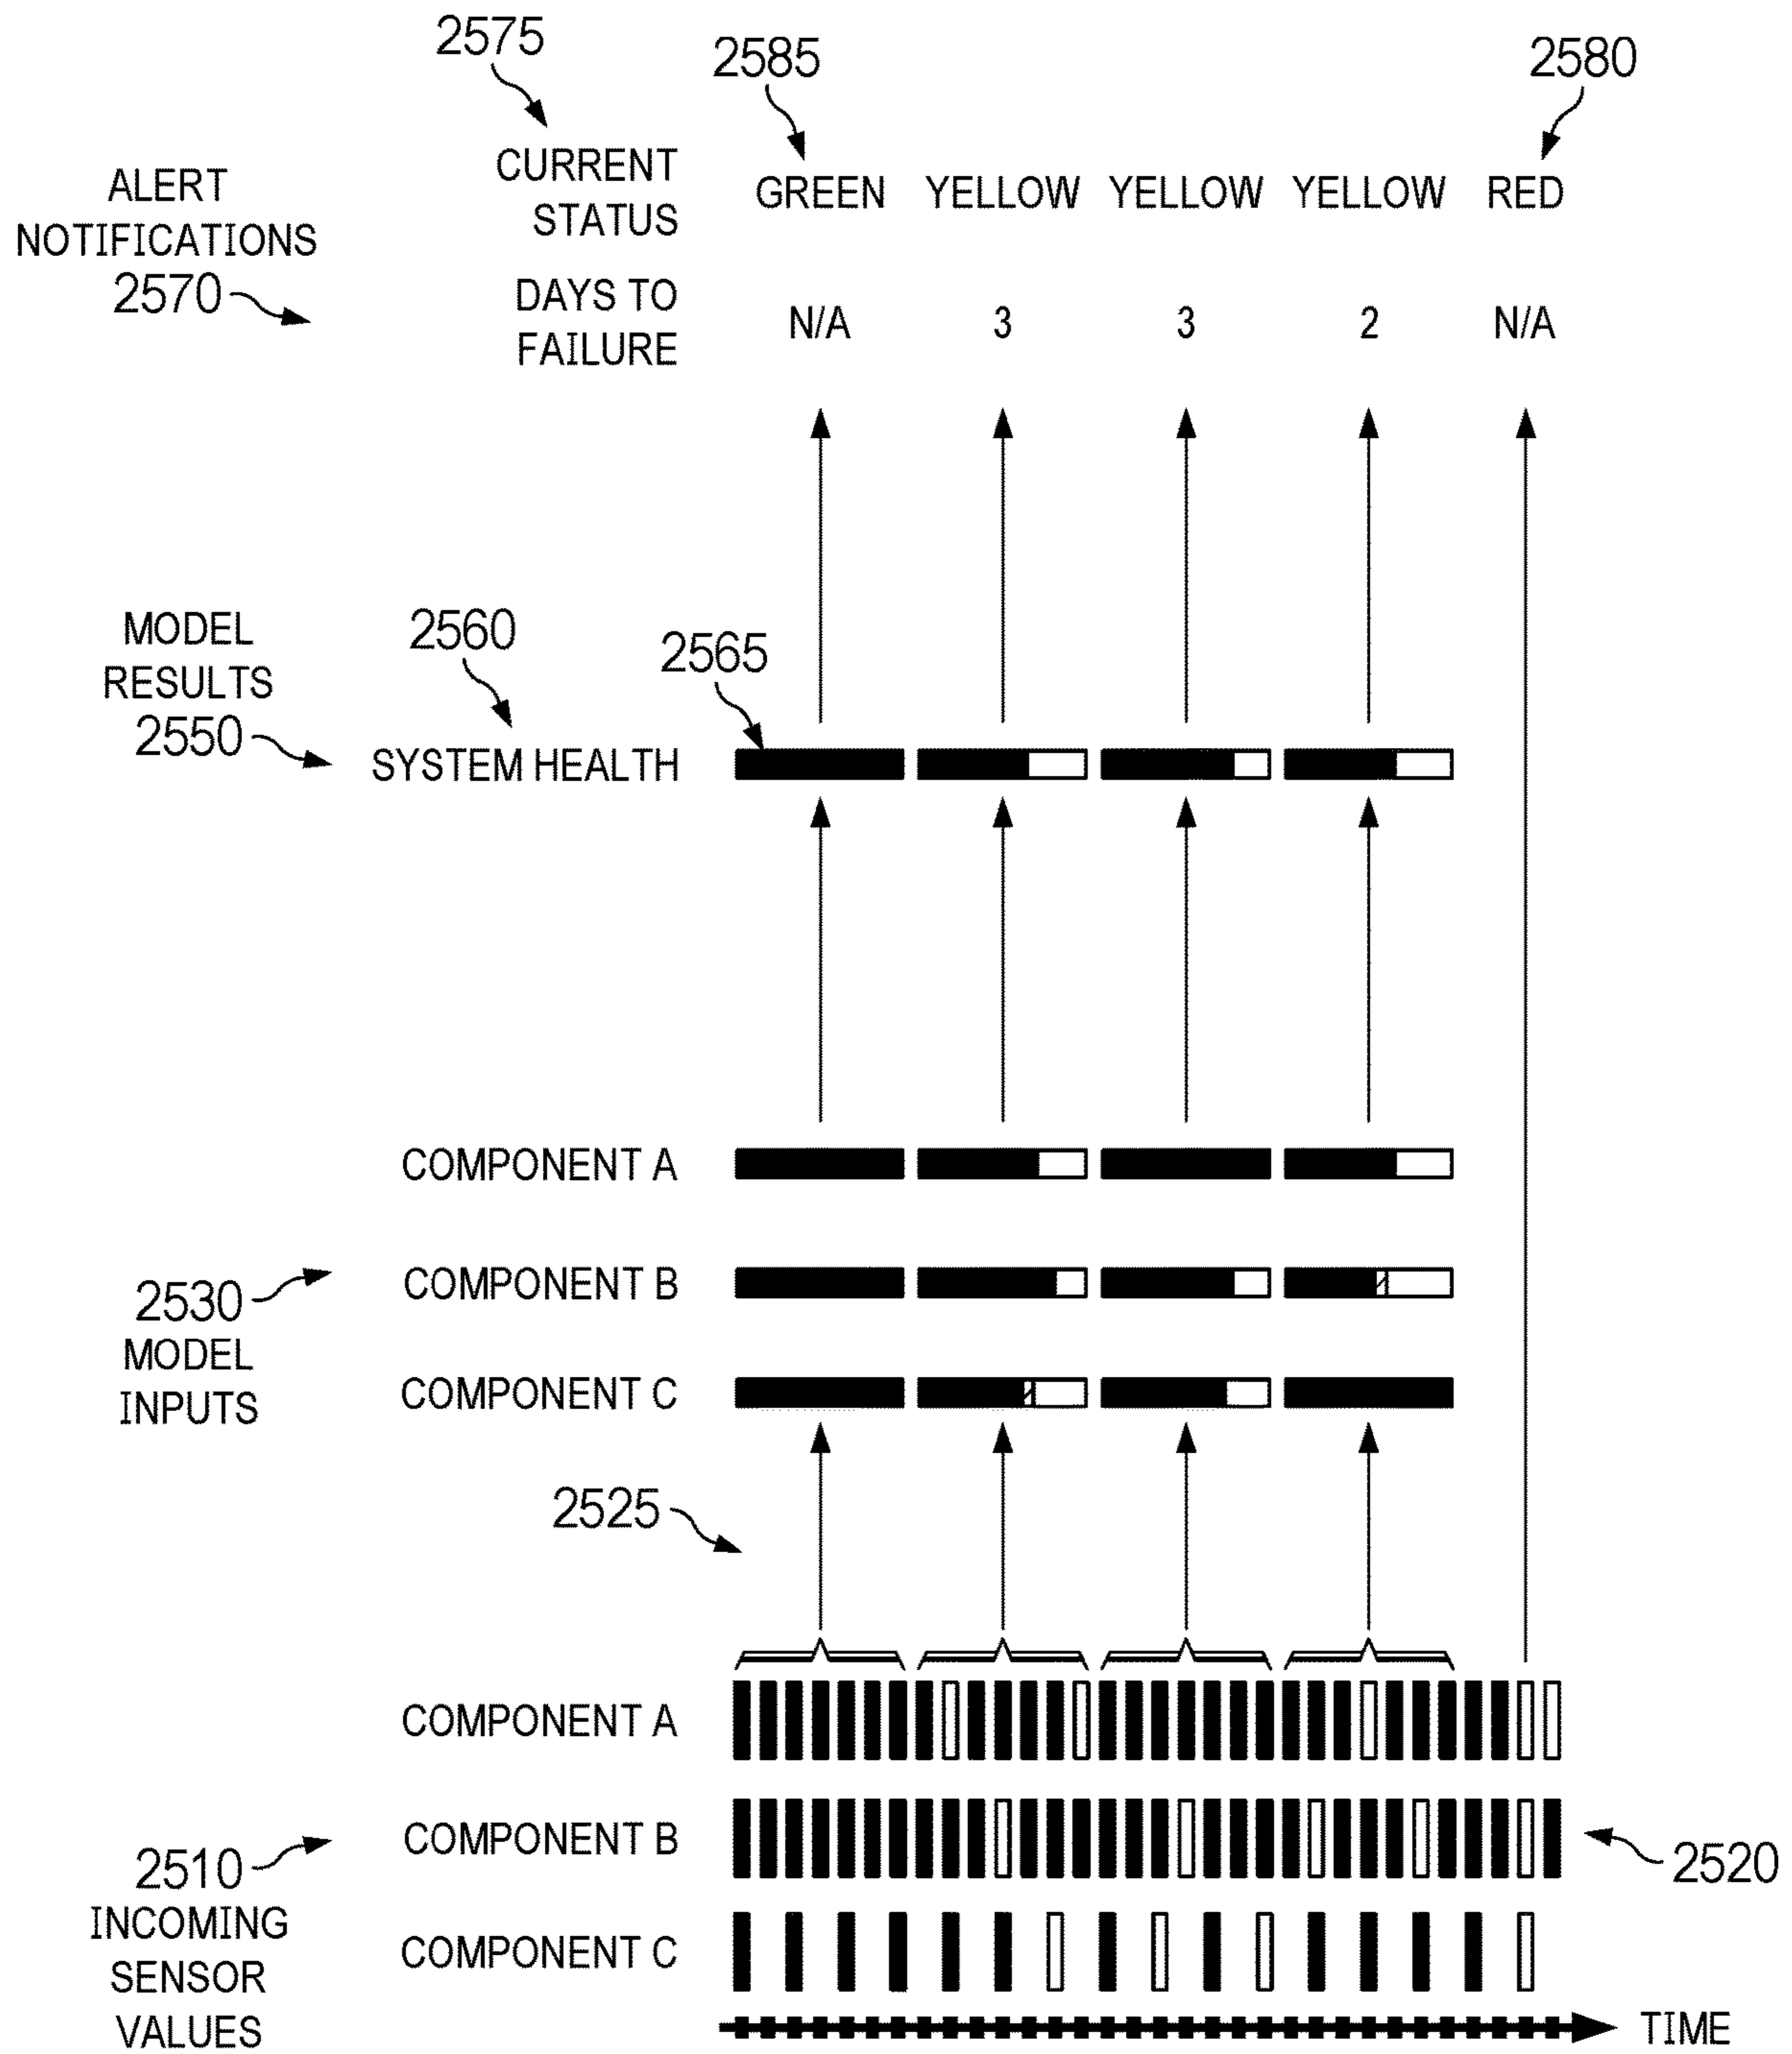 2575
2585
2580
ALERT
NOTIFICATIONS
2570
CURRENT
STATUS
GREEN YELLOW YELLOW YELLOW RED
DAYS TO
FAILURE
N/A 3 3 2 N/A
MODEL
RESULTS
2550
2560
2565
SYSTEM HEALTH
COMPONENT A
COMPONENT B
COMPONENT C
2530
MODEL
INPUTS
2525
COMPONENT A
COMPONENT B
COMPONENT C
2520
2510
INCOMING
SENSOR
VALUES
TIME